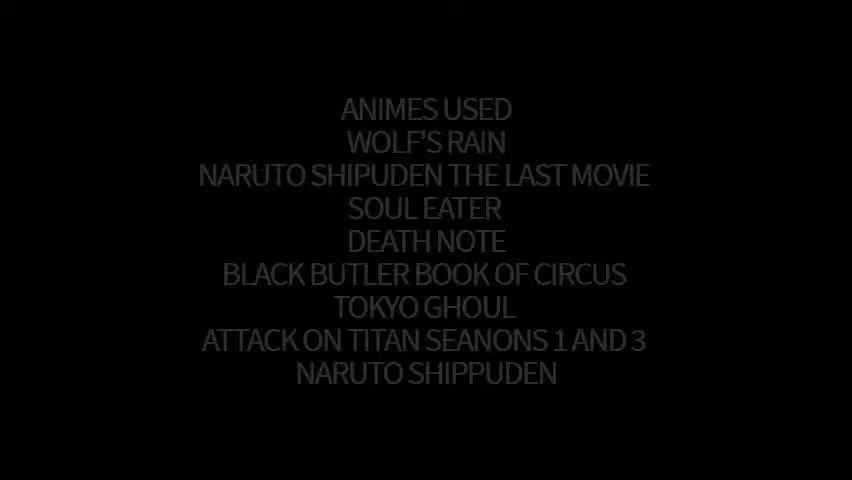 ANIMES USED
WOLF'S RAIN
NARUTO SHIPUDEN THE LAST MOVIE
SOUL EATER
DEATH NOTE
BLACK BUTLER BOOK OF CIRCUS
TOKYO GHOUL
ATTACK ON TITAN SEANONS 1 AND 3
NARUTO SHIPPUDEN